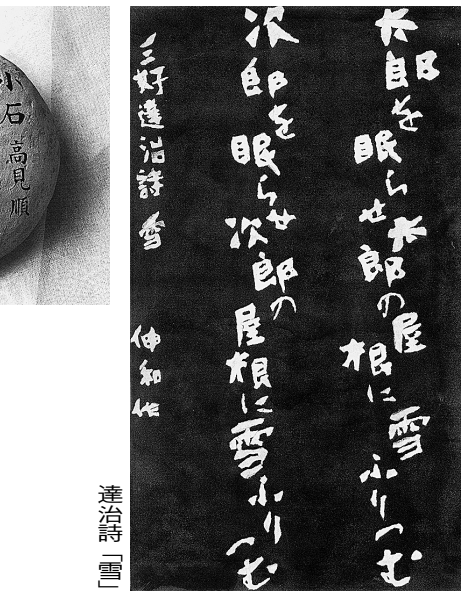 太郎を眠らせ太郎の屋根に雪ふりつむ
次郎を眠らせ次郎の屋根に雪ふりつむ
三好達治詩 雪 伸和作
達治詩「雪」
小石 高見順